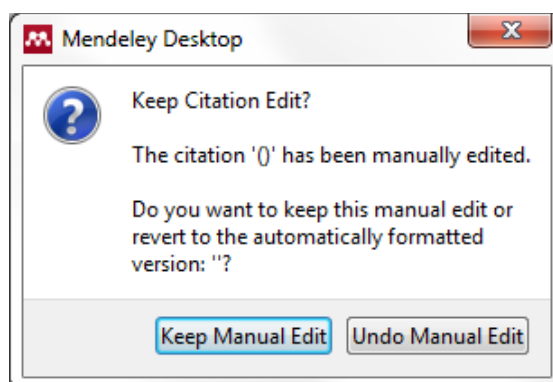 Mendeley Desktop
Keep Citation Edit?
The citation '()' has been manually edited.
Do you want to keep this manual edit or
revert to the automatically formatted
version: ''?
Keep Manual Edit Undo Manual Edit